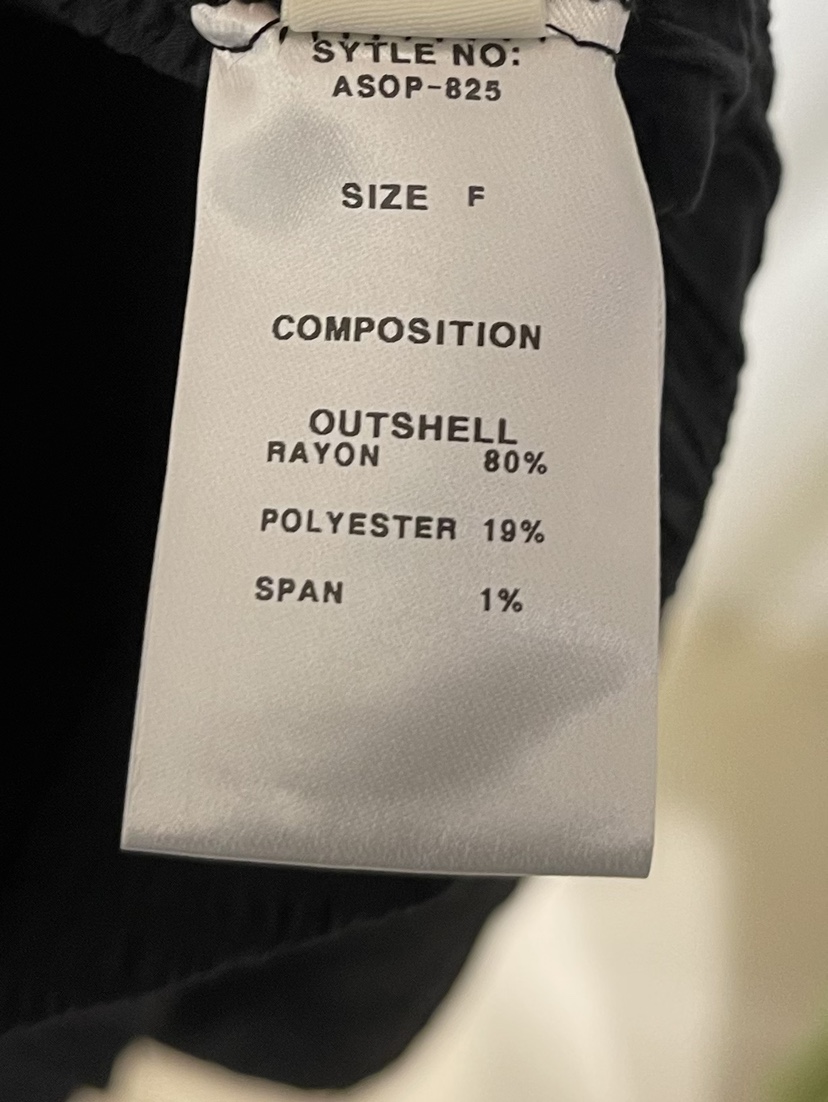 SYTLE NO:
ASOP-825
SIZE F
COMPOSITION
OUTSHELL
RAYON 80%
POLYESTER 19%
SPAN 1%